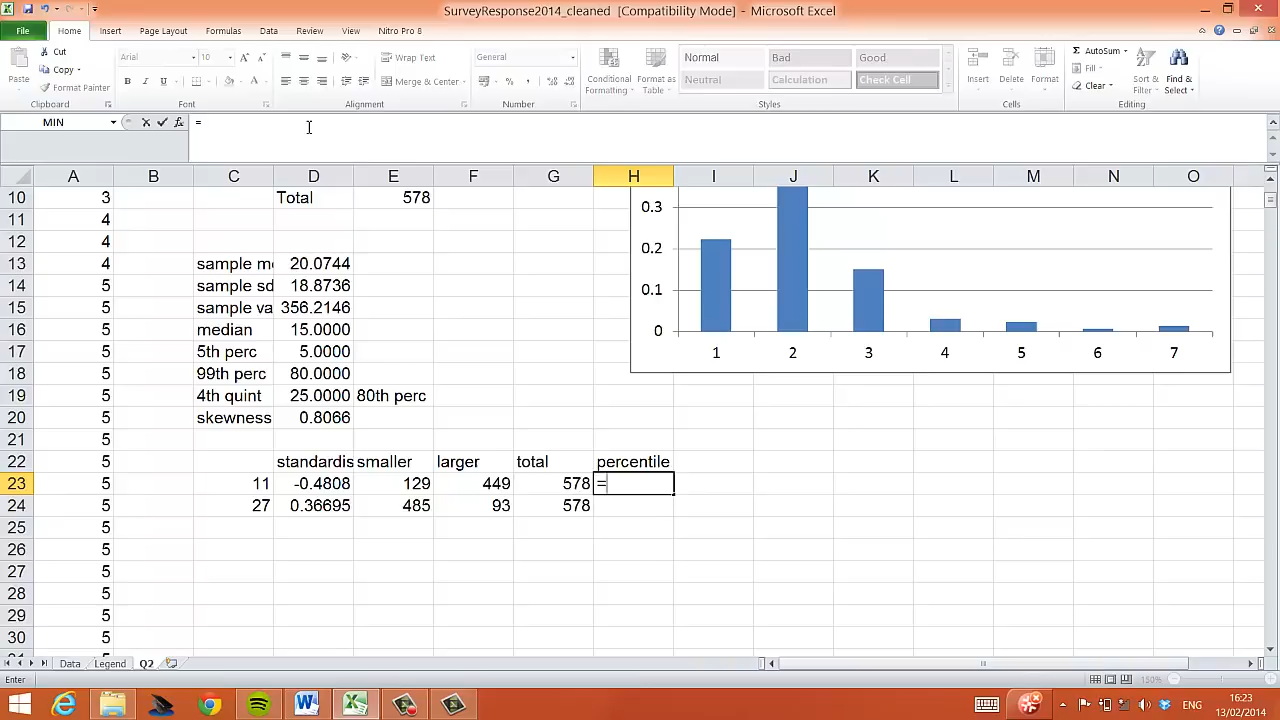 SurveyResponse2014_cleaned [Compatibility Mode] - Microsoft Excel
File Home Insert Page Layout Formulas Data Review View Nitro Pro 8
Paste Cut Copy Format Painter Clipboard
Arial 10 B I U A A A Font
Wrap Text Merge & Center Alignment
General % , Number
Conditional Formatting Format as Table
Normal Bad Good
Neutral Calculation Check Cell
Styles
Insert Delete Format Cells
AutoSum Fill Clear Sort & Filter Find & Select Editing
MIN fx =
A B C D E F G H I J K L M N O
10 3 Total 578
11 4
12 4
13 4 sample me 20.0744
14 5 sample sd 18.8736
15 5 sample va 356.2146
16 5 median 15.0000
17 5 5th perc 5.0000
18 5 99th perc 80.0000
19 5 4th quint 25.0000 80th perc
20 5 skewness 0.8066
21 5
22 5 standardis smaller larger total percentile
23 5 11 -0.4808 129 449 578 =
24 5 27 0.36695 485 93 578
25 5
26 5
27 5
28 5
29 5
30 5
0.3
0.2
0.1
0
1 2 3 4 5 6 7
Data Legend Q2
Enter 150%
ENG 16:23
13/02/2014